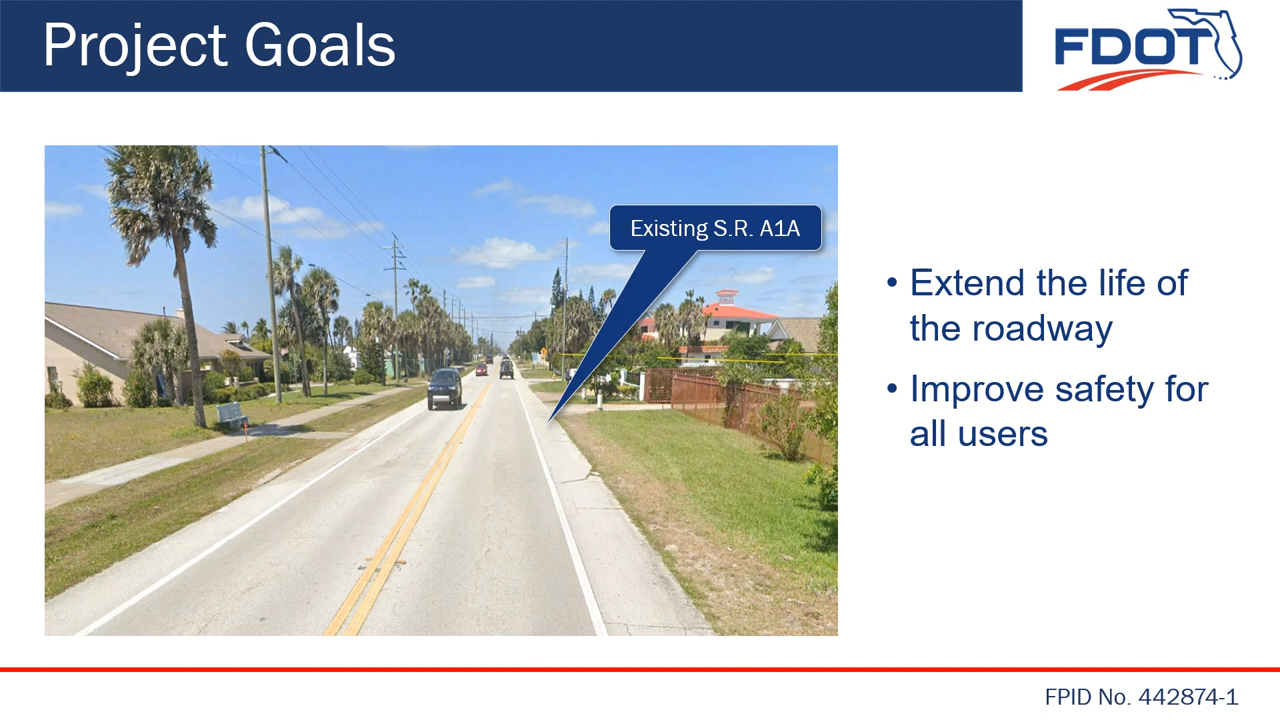 Project Goals
FDOT
Existing S.R. A1A
• Extend the life of
the roadway
• Improve safety for
all users
FPID No. 442874-1